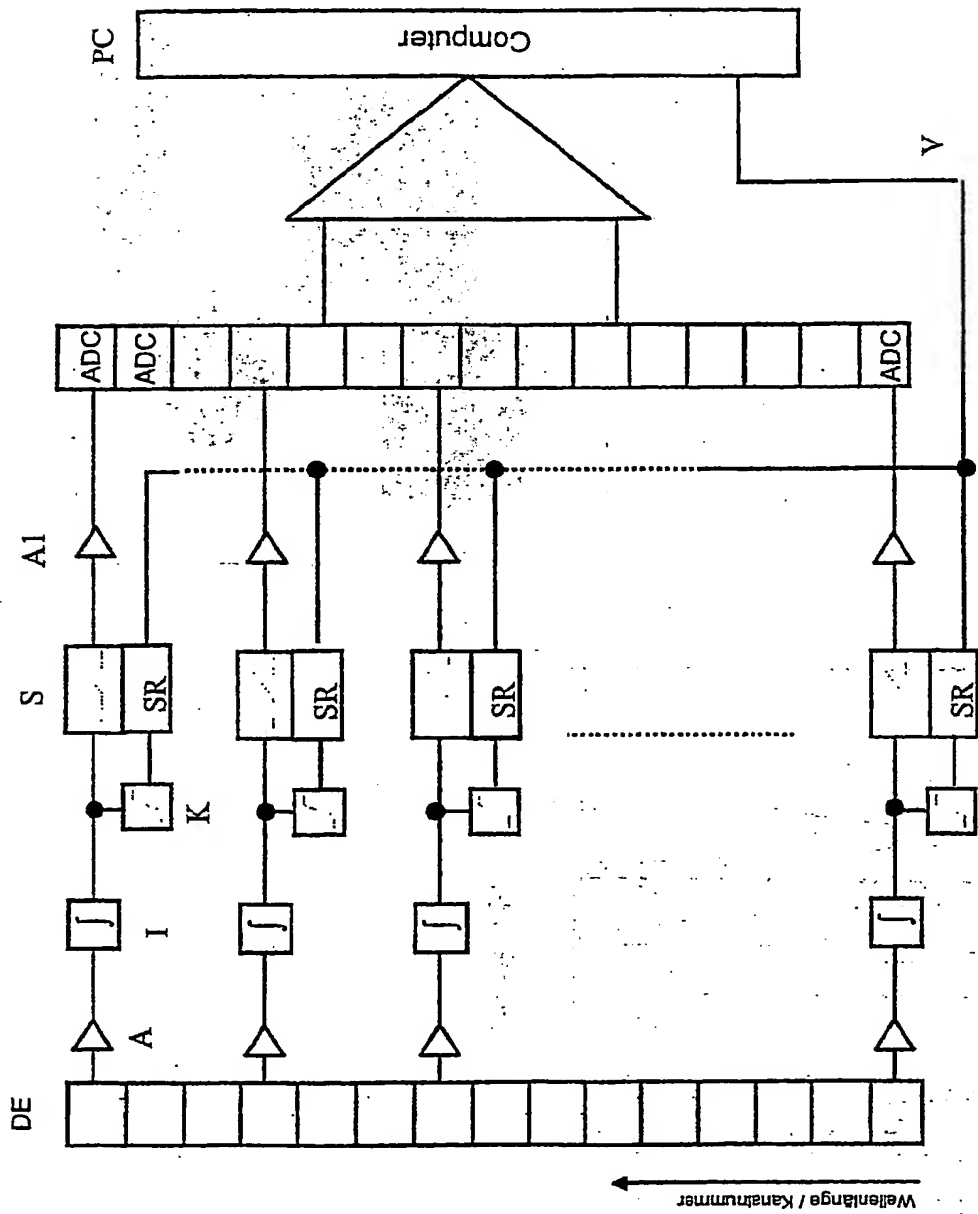 PC
Computer
V
ADC
ADC
ADC
A1
S
SR
SR
SR
SR
K
I
∫
∫
∫
∫
A
DE
Wellenlänge / Kanalnummer